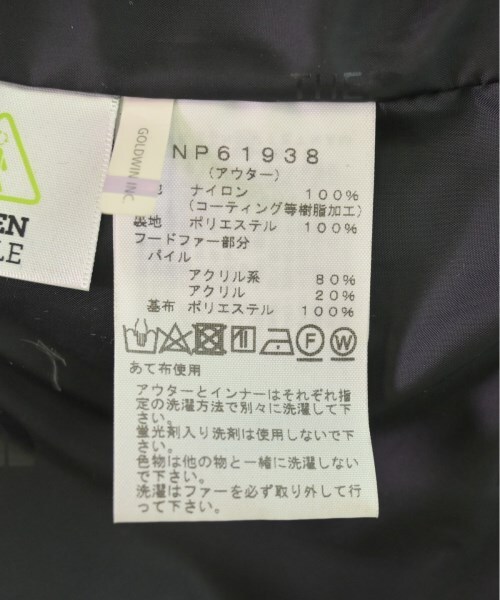 GOLDWIN INC
EN
LE
NP61938
(アウター)
地 ナイロン 100%
(コーティング等樹脂加工)
裏地 ポリエステル 100%
フードファー部分
パイル
アクリル系 80%
アクリル 20%
基布 ポリエステル 100%
F W
あて布使用
アウターとインナーはそれぞれ指
定の洗濯方法で別々に洗濯して下
さい。
蛍光剤入り洗剤は使用しないで下
さい。
色物は他の物と一緒に洗濯しない
で下さい。
洗濯はファーを必ず取り外して行
って下さい。